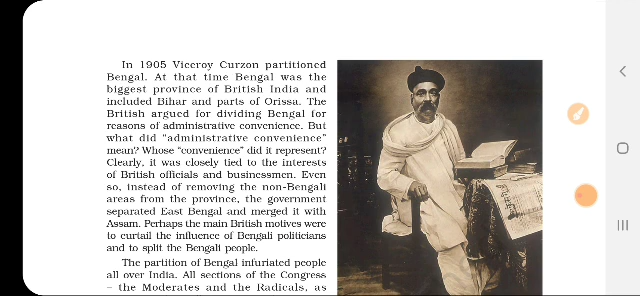 In 1905 Viceroy Curzon partitioned
Bengal. At that time Bengal was the
biggest province of British India and
included Bihar and parts of Orissa. The
British argued for dividing Bengal for
reasons of administrative convenience. But
what did "administrative convenience"
mean? Whose "convenience" did it represent?
Clearly, it was closely tied to the interests
of British officials and businessmen. Even
so, instead of removing the non-Bengali
areas from the province, the government
separated East Bengal and merged it with
Assam. Perhaps the main British motives were
to curtail the influence of Bengali politicians
and to split the Bengali people.
The partition of Bengal infuriated people
all over India. All sections of the Congress
– the Moderates and the Radicals, as